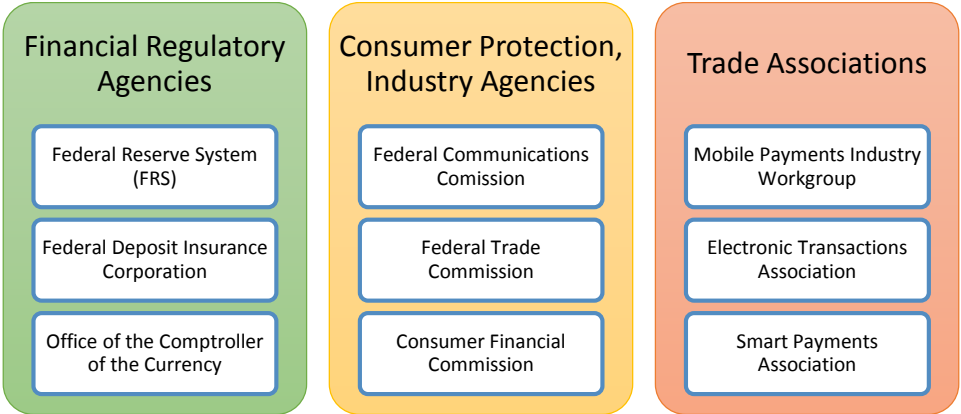 Financial Regulatory
Agencies
Federal Reserve System
(FRS)
Federal Deposit Insurance
Corporation
Office of the Comptroller
of the Currency
Consumer Protection,
Industry Agencies
Federal Communications
Comission
Federal Trade
Commission
Consumer Financial
Commission
Trade Associations
Mobile Payments Industry
Workgroup
Electronic Transactions
Association
Smart Payments
Association